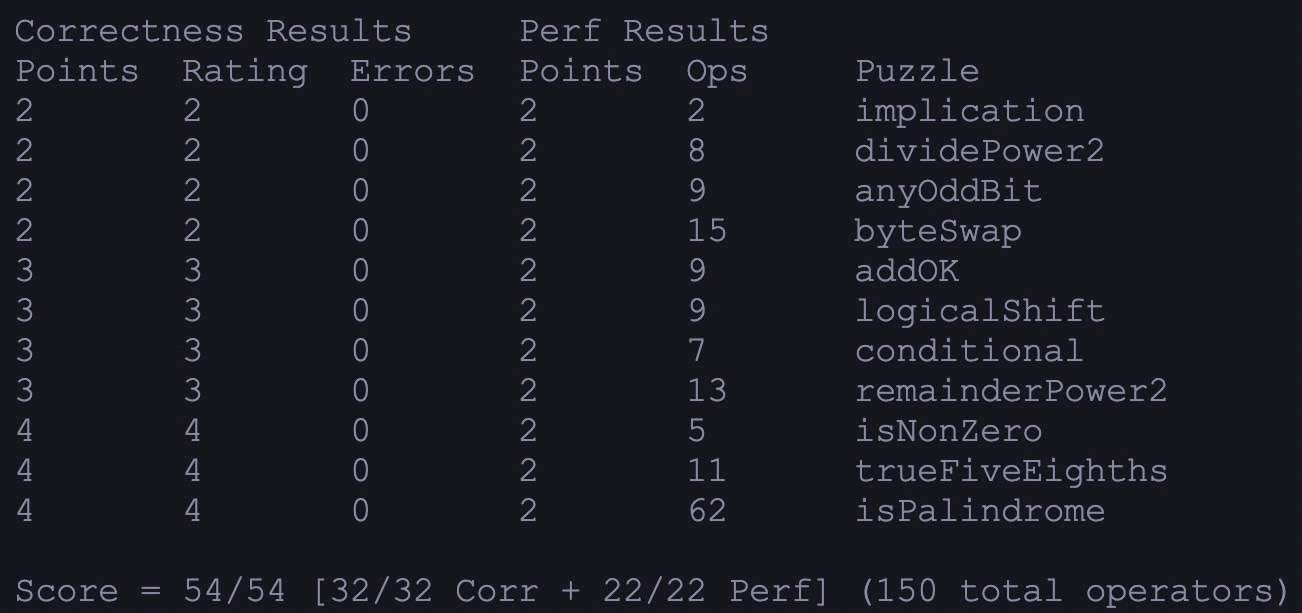 Correctness Results     Perf Results
Points  Rating  Errors  Points  Ops     Puzzle
2       2       0       2       2       implication
2       2       0       2       8       dividePower2
2       2       0       2       9       anyOddBit
2       2       0       2       15      byteSwap
3       3       0       2       9       addOK
3       3       0       2       9       logicalShift
3       3       0       2       7       conditional
3       3       0       2       13      remainderPower2
4       4       0       2       5       isNonZero
4       4       0       2       11      trueFiveEighths
4       4       0       2       62      isPalindrome
Score = 54/54 [32/32 Corr + 22/22 Perf] (150 total operators)